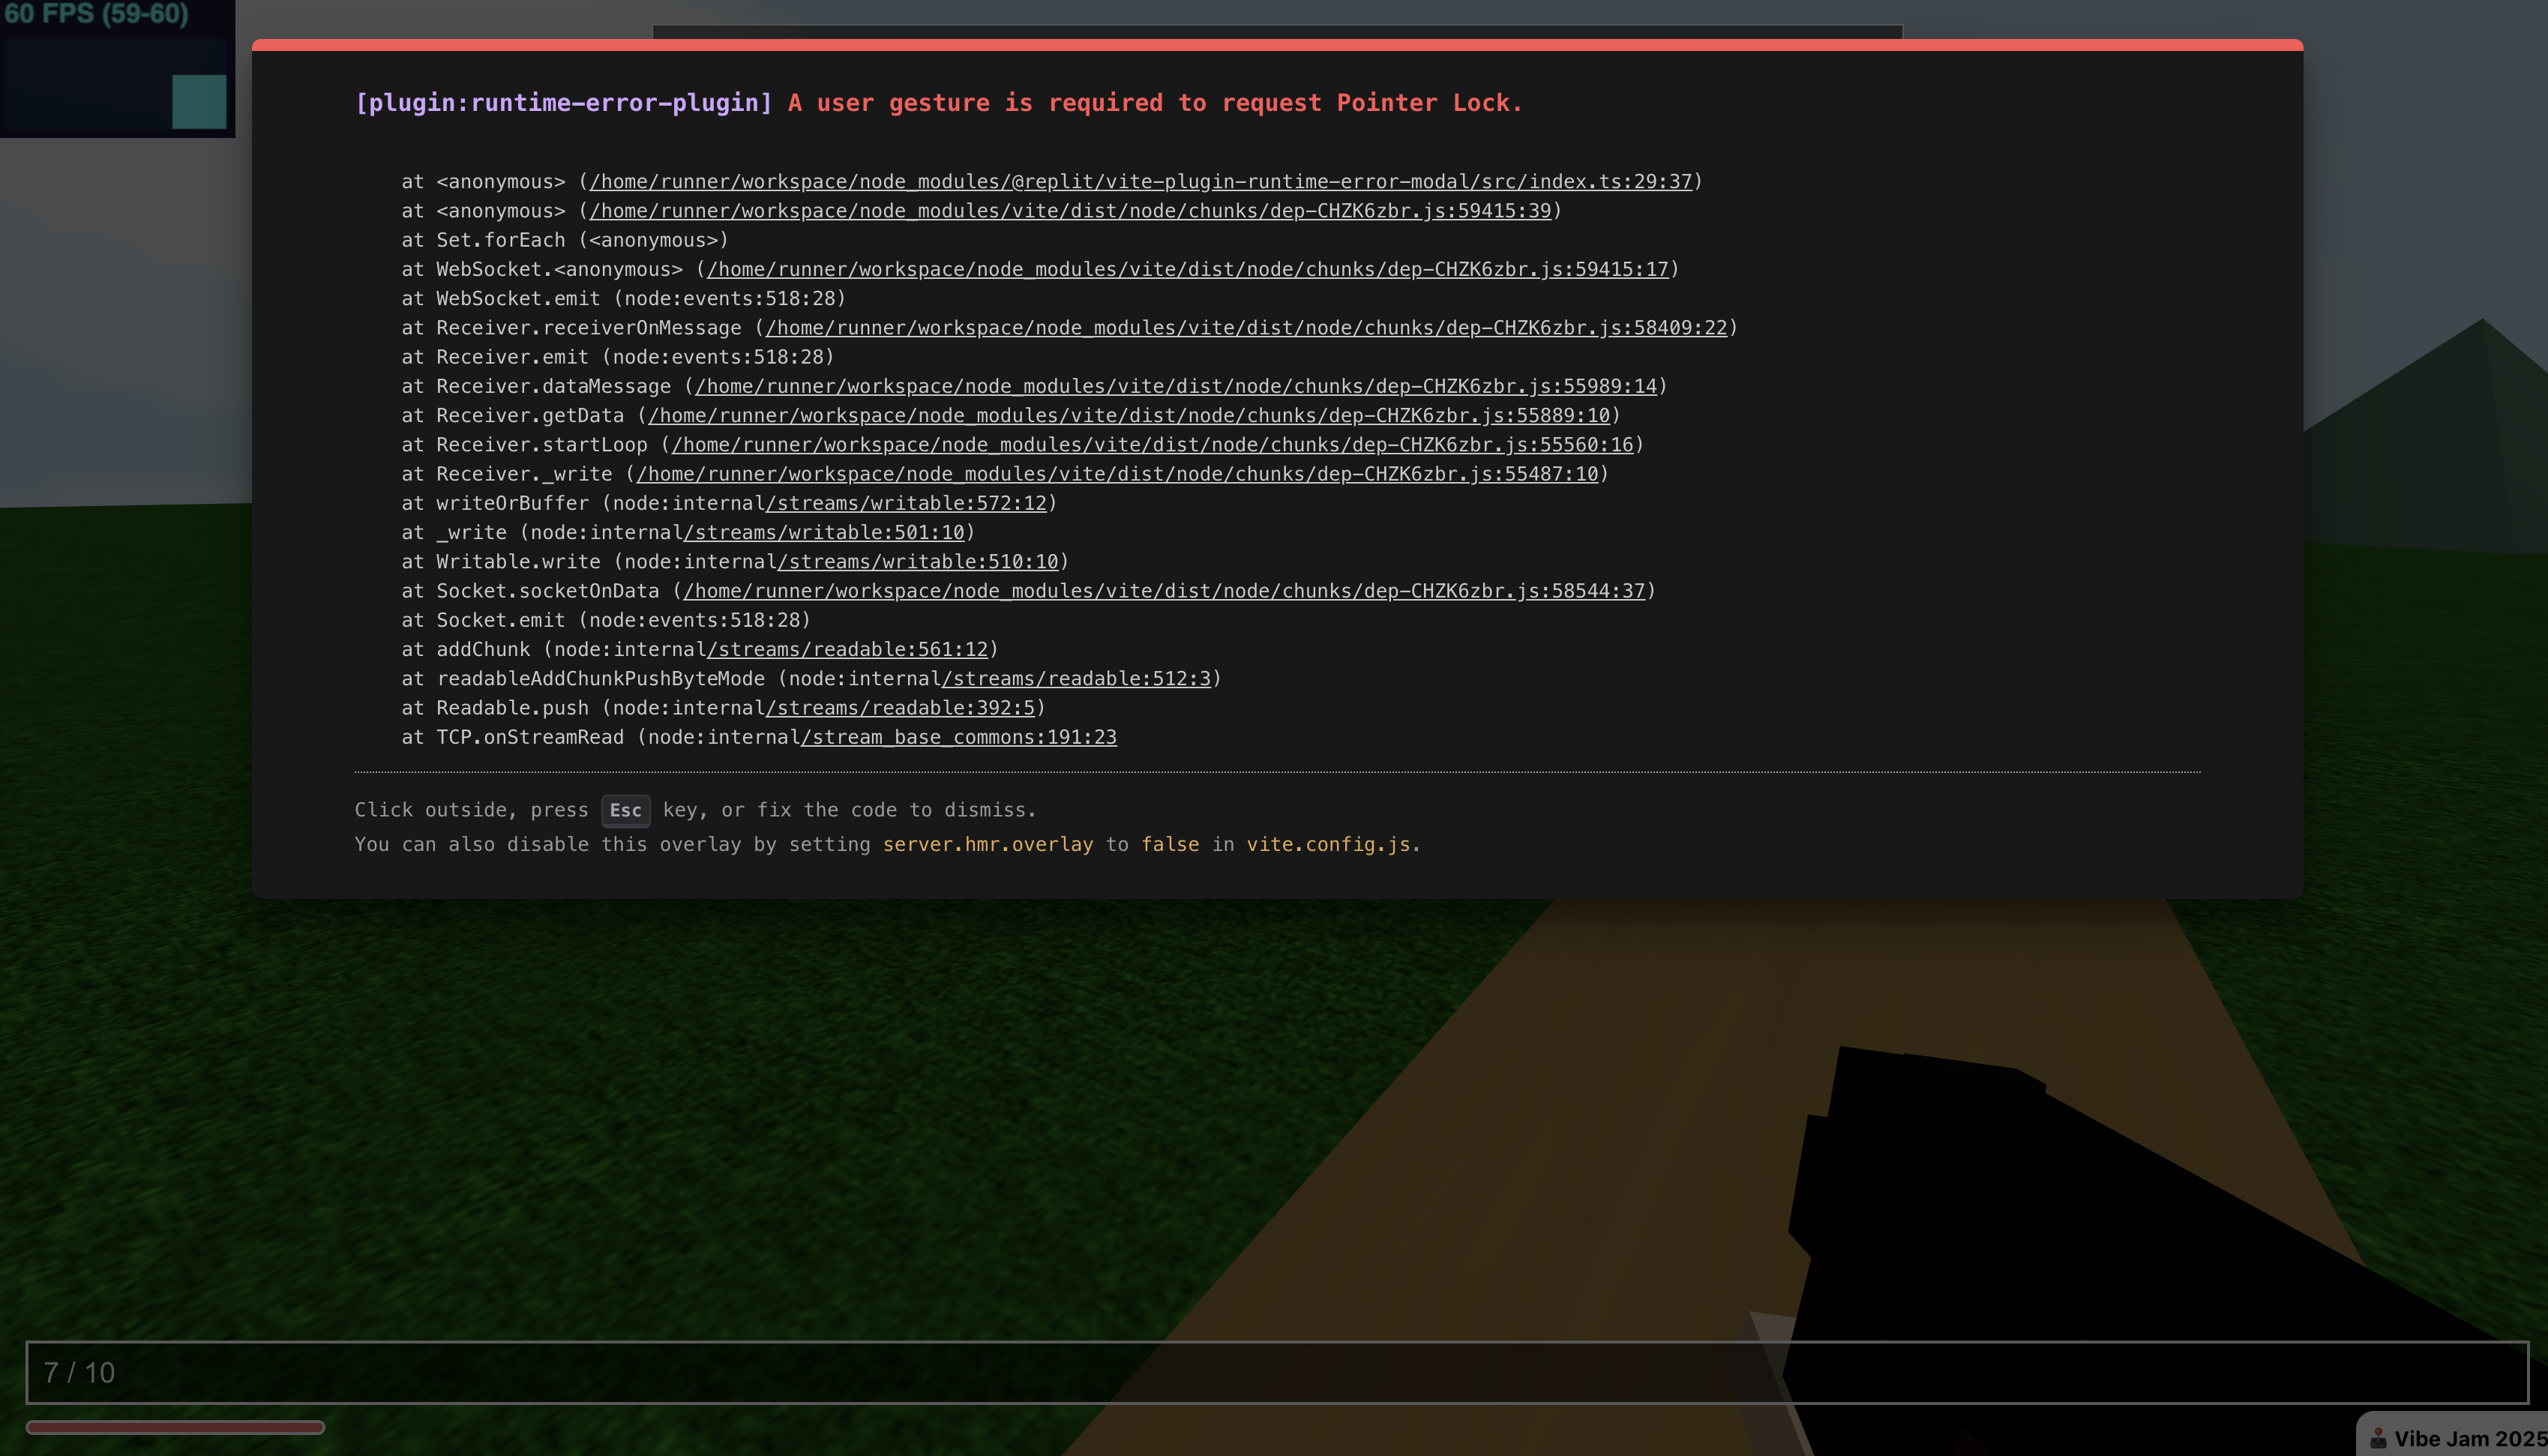 60 FPS (59-60)
[plugin:runtime-error-plugin] A user gesture is required to request Pointer Lock.
at <anonymous> (/home/runner/workspace/node_modules/@replit/vite-plugin-runtime-error-modal/src/index.ts:29:37)
at <anonymous> (/home/runner/workspace/node_modules/vite/dist/node/chunks/dep-CHZK6zbr.js:59415:39)
at Set.forEach (<anonymous>)
at WebSocket.<anonymous> (/home/runner/workspace/node_modules/vite/dist/node/chunks/dep-CHZK6zbr.js:59415:17)
at WebSocket.emit (node:events:518:28)
at Receiver.receiverOnMessage (/home/runner/workspace/node_modules/vite/dist/node/chunks/dep-CHZK6zbr.js:58409:22)
at Receiver.emit (node:events:518:28)
at Receiver.dataMessage (/home/runner/workspace/node_modules/vite/dist/node/chunks/dep-CHZK6zbr.js:55989:14)
at Receiver.getData (/home/runner/workspace/node_modules/vite/dist/node/chunks/dep-CHZK6zbr.js:55889:10)
at Receiver.startLoop (/home/runner/workspace/node_modules/vite/dist/node/chunks/dep-CHZK6zbr.js:55560:16)
at Receiver._write (/home/runner/workspace/node_modules/vite/dist/node/chunks/dep-CHZK6zbr.js:55487:10)
at writeOrBuffer (node:internal/streams/writable:572:12)
at _write (node:internal/streams/writable:501:10)
at Writable.write (node:internal/streams/writable:510:10)
at Socket.socketOnData (/home/runner/workspace/node_modules/vite/dist/node/chunks/dep-CHZK6zbr.js:58544:37)
at Socket.emit (node:events:518:28)
at addChunk (node:internal/streams/readable:561:12)
at readableAddChunkPushByteMode (node:internal/streams/readable:512:3)
at Readable.push (node:internal/streams/readable:392:5)
at TCP.onStreamRead (node:internal/stream_base_commons:191:23
Click outside, press Esc key, or fix the code to dismiss.
You can also disable this overlay by setting server.hmr.overlay to false in vite.config.js.
7 / 10
Vibe Jam 2025